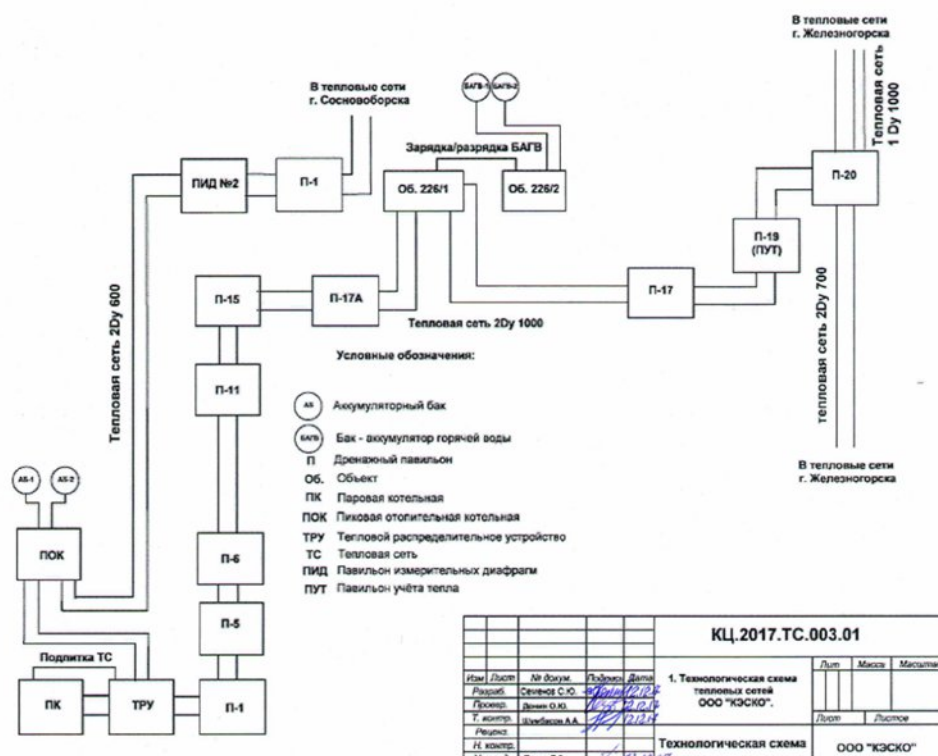 В тепловые сети
г. Железногорска
В тепловые сети
г. Сосновоборска
БАГВ-1
БАГВ-2
Тепловая сеть
1 Dy 1000
Зарядка/разрядка БАГВ
ПИД №2
П-1
Об. 226/1
Об. 226/2
П-20
П-19
(ПУТ)
П-15
П-17А
П-17
Тепловая сеть 2Dy 600
Тепловая сеть 2Dy 1000
тепловая сеть 2Dy 700
Условные обозначения:
П-11
АБ Аккумуляторный бак
БАГВ Бак - аккумулятор горячей воды
П Дренажный павильон
Об. Объект
ПК Паровая котельная
ПОК Пиковая отопительная котельная
ТРУ Тепловой распределительное устройство
ТС Тепловая сеть
ПИД Павильон измерительных диафрагм
ПУТ Павильон учёта тепла
В тепловые сети
г. Железногорска
АБ-1
АБ-2
ПОК
П-6
П-5
Подпитка ТС
ПК
ТРУ
П-1
КЦ.2017.ТС.003.01
Изм Лист № докум. Подпись Дата
Разраб. Семенов С.Ю.
Провер.
Т. контр.
Реценз.
Н. контр.
1. Технологическая схема
тепловых сетей
ООО "КЭСКО".
Лит Масса Масштаб
Лист Листов
Технологическая схема
ООО "КЭСКО"